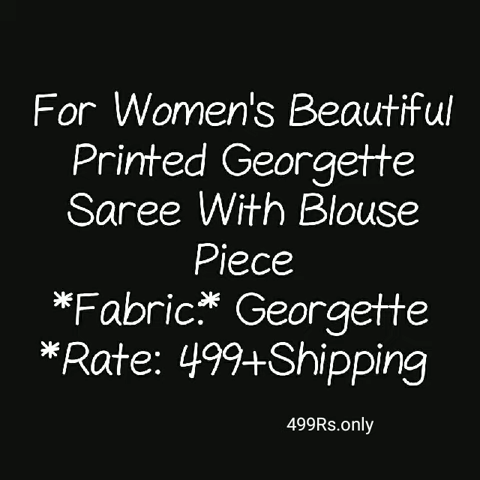 For Women's Beautiful
Printed Georgette
Saree With Blouse
Piece
*Fabric:* Georgette
*Rate: 499+Shipping
499Rs.only